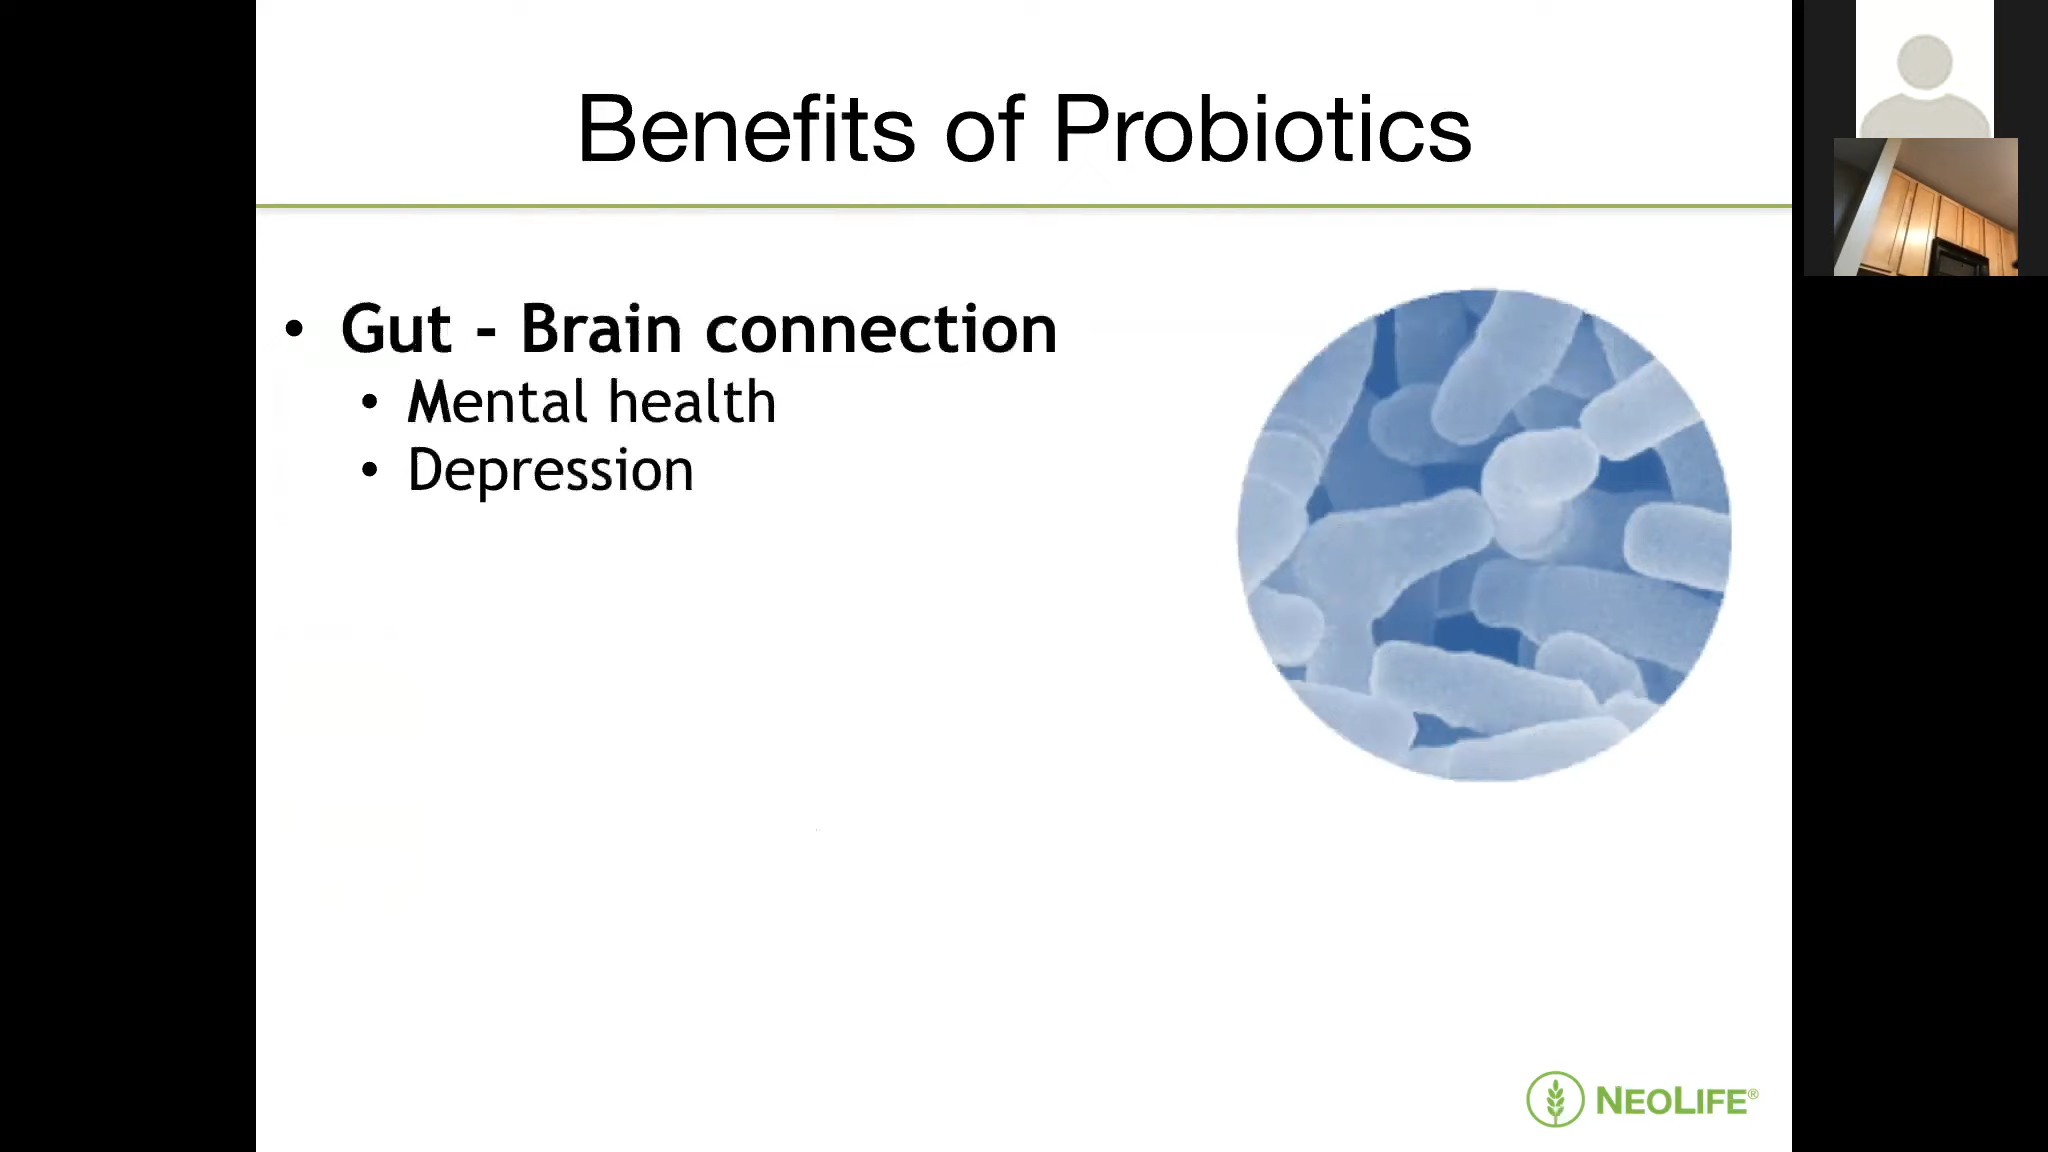 Benefits of Probiotics
• Gut - Brain connection
• Mental health
• Depression
NEOLIFE®